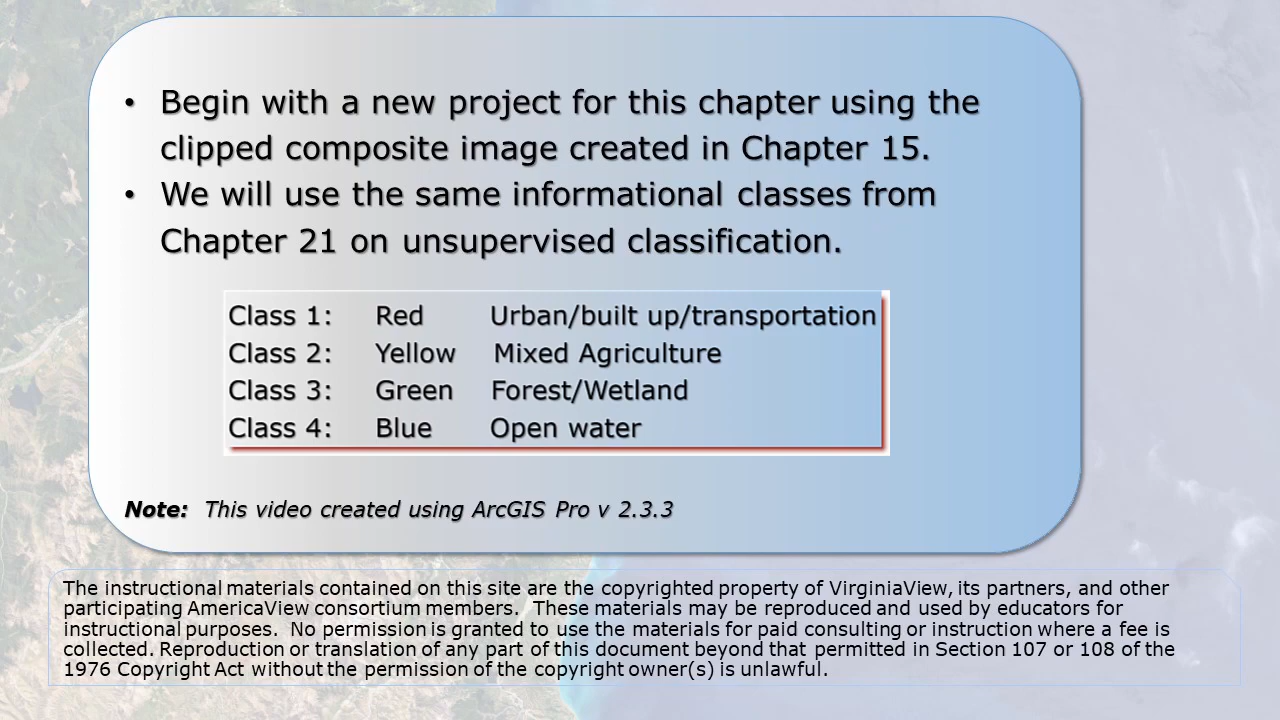 • Begin with a new project for this chapter using the
clipped composite image created in Chapter 15.
• We will use the same informational classes from
Chapter 21 on unsupervised classification.
Class 1: Red Urban/built up/transportation
Class 2: Yellow Mixed Agriculture
Class 3: Green Forest/Wetland
Class 4: Blue Open water
Note: This video created using ArcGIS Pro v 2.3.3
The instructional materials contained on this site are the copyrighted property of VirginiaView, its partners, and other
participating AmericaView consortium members. These materials may be reproduced and used by educators for
instructional purposes. No permission is granted to use the materials for paid consulting or instruction where a fee is
collected. Reproduction or translation of any part of this document beyond that permitted in Section 107 or 108 of the
1976 Copyright Act without the permission of the copyright owner(s) is unlawful.